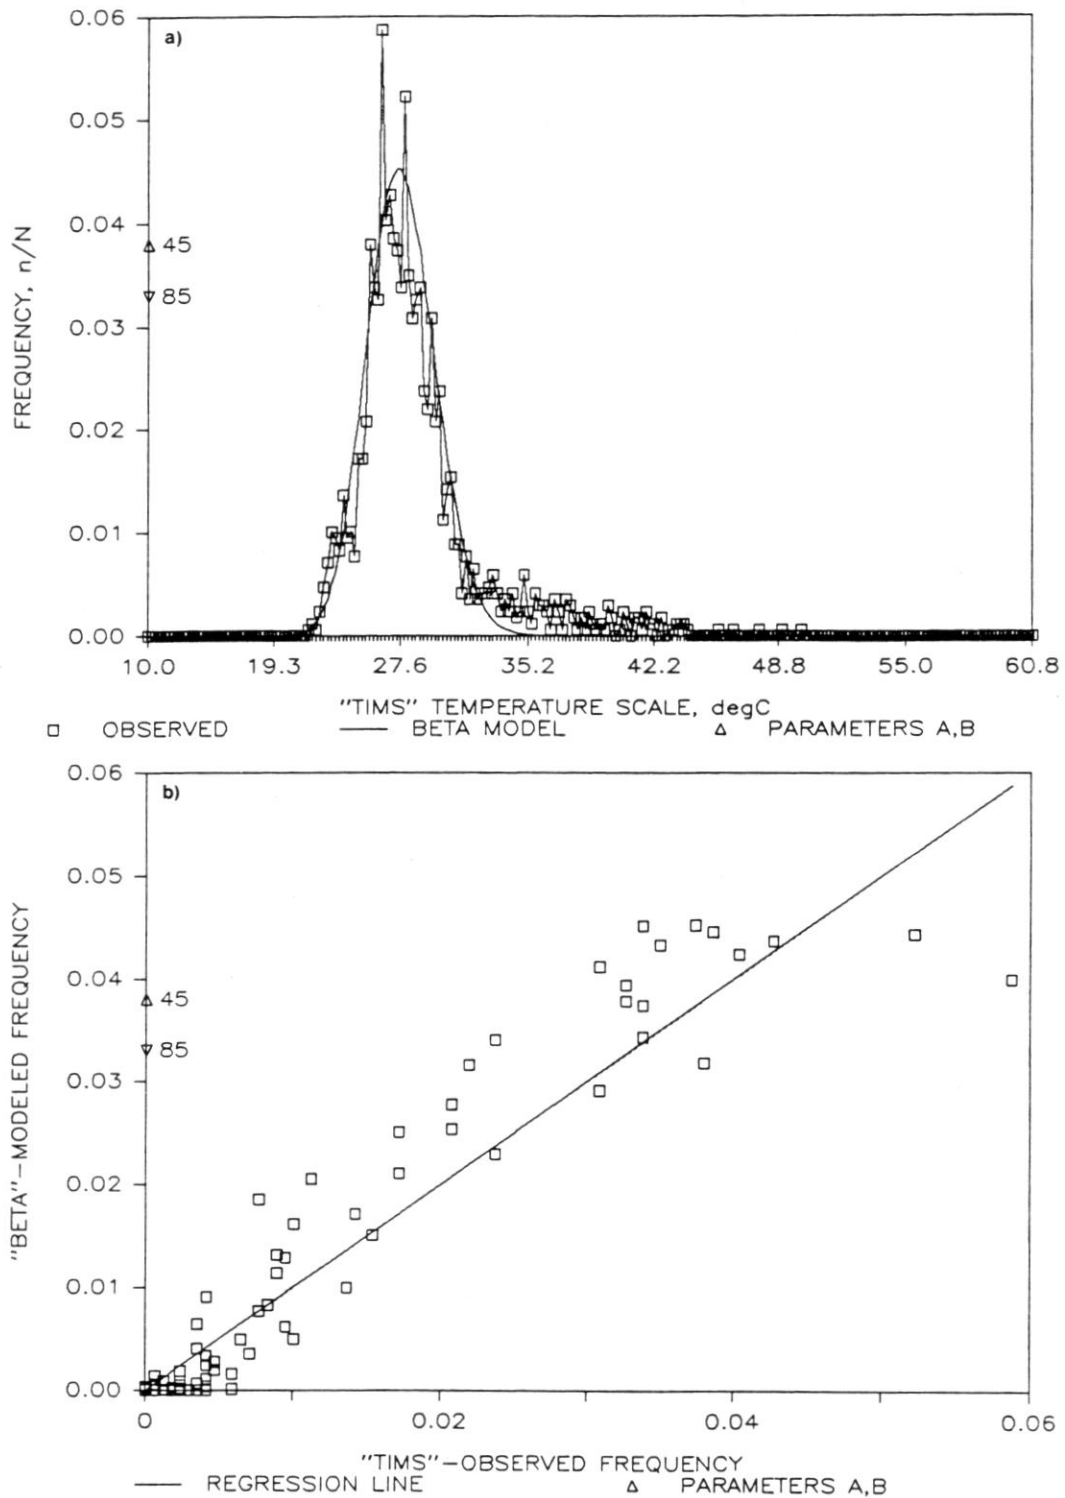 a)
0.06
0.05
0.04
45
85
0.03
0.02
0.01
0.00
FREQUENCY, n/N
10.0 19.3 27.6 35.2 42.2 48.8 55.0 60.8
"TIMS" TEMPERATURE SCALE, degC
OBSERVED BETA MODEL PARAMETERS A,B
b)
0.06
0.05
0.04
45
85
0.03
0.02
0.01
0.00
"BETA"-MODELED FREQUENCY
0 0.02 0.04 0.06
"TIMS"-OBSERVED FREQUENCY
REGRESSION LINE PARAMETERS A,B